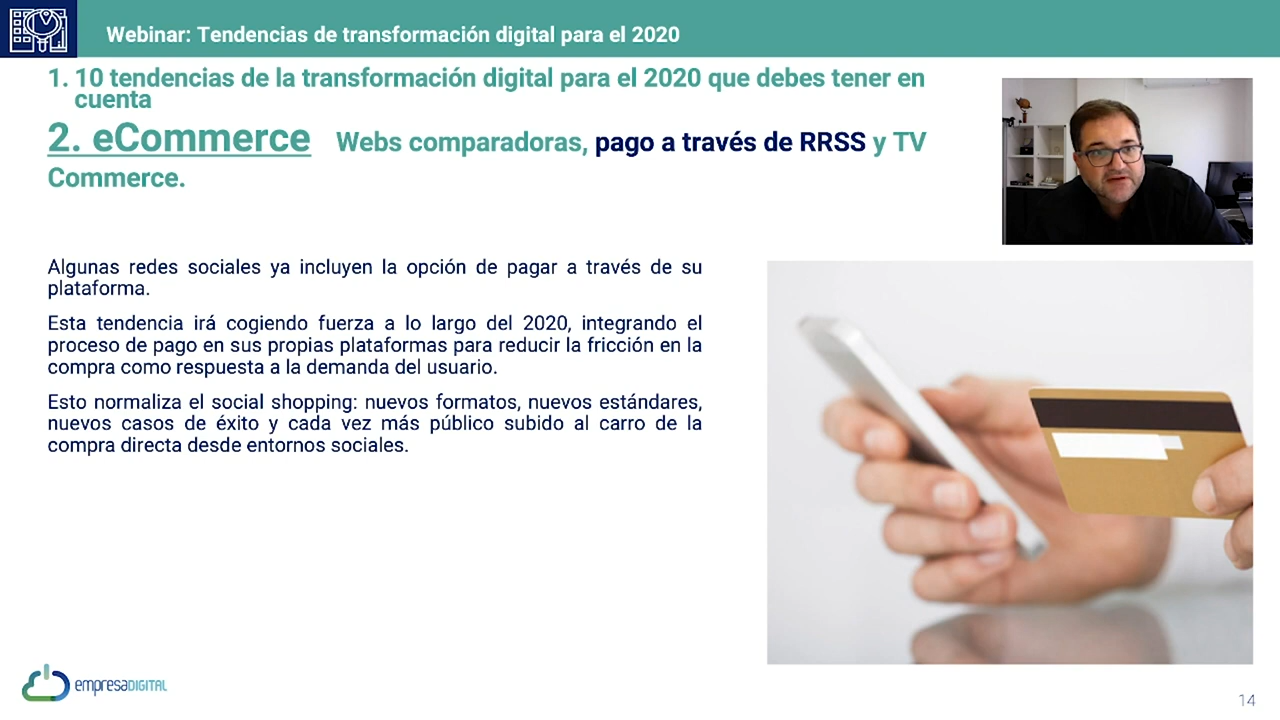 Webinar: Tendencias de transformación digital para el 2020
1. 10 tendencias de la transformación digital para el 2020 que debes tener en
cuenta
2. eCommerce Webs comparadoras, pago a través de RRSS y TV
Commerce.
Algunas redes sociales ya incluyen la opción de pagar a través de su
plataforma.
Esta tendencia irá cogiendo fuerza a lo largo del 2020, integrando el
proceso de pago en sus propias plataformas para reducir la fricción en la
compra como respuesta a la demanda del usuario.
Esto normaliza el social shopping: nuevos formatos, nuevos estándares,
nuevos casos de éxito y cada vez más público subido al carro de la
compra directa desde entornos sociales.
empresaDIGITAL
14